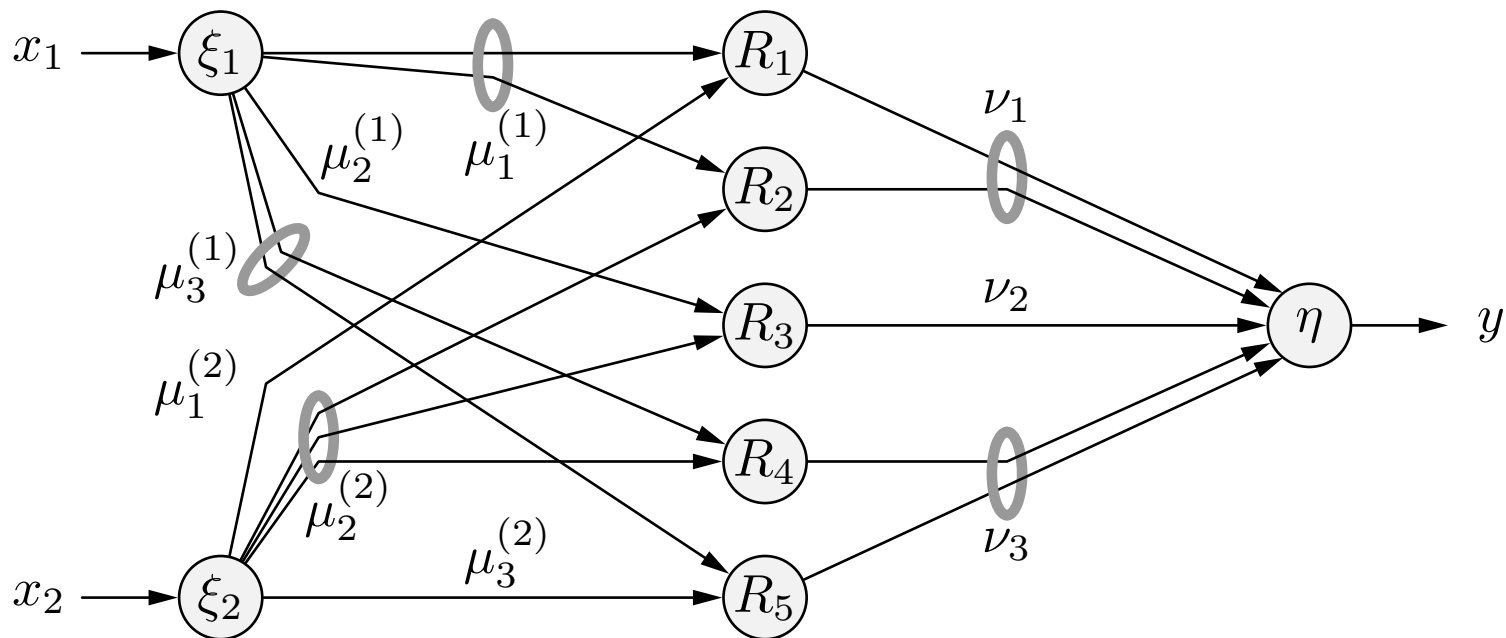 x₁ ξ₁ R₁
ν₁
μ₂⁽¹⁾ μ₁⁽¹⁾
R₂
μ₃⁽¹⁾
ν₂
R₃ η y
μ₁⁽²⁾
R₄
μ₂⁽²⁾
μ₃⁽²⁾ ν₃
x₂ ξ₂ R₅